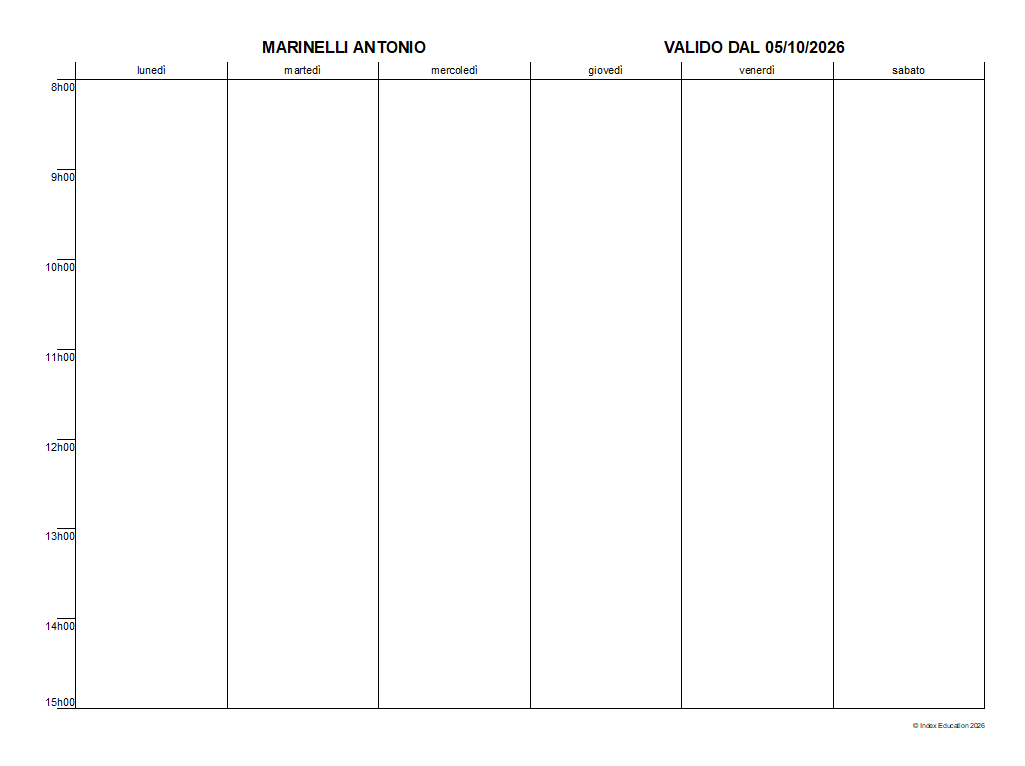 MARINELLI ANTONIO VALIDO DAL 05/10/2026
lunedì martedì mercoledì giovedì venerdì sabato
8h00
9h00
10h00
11h00
12h00
13h00
14h00
15h00
© Index Education 2026